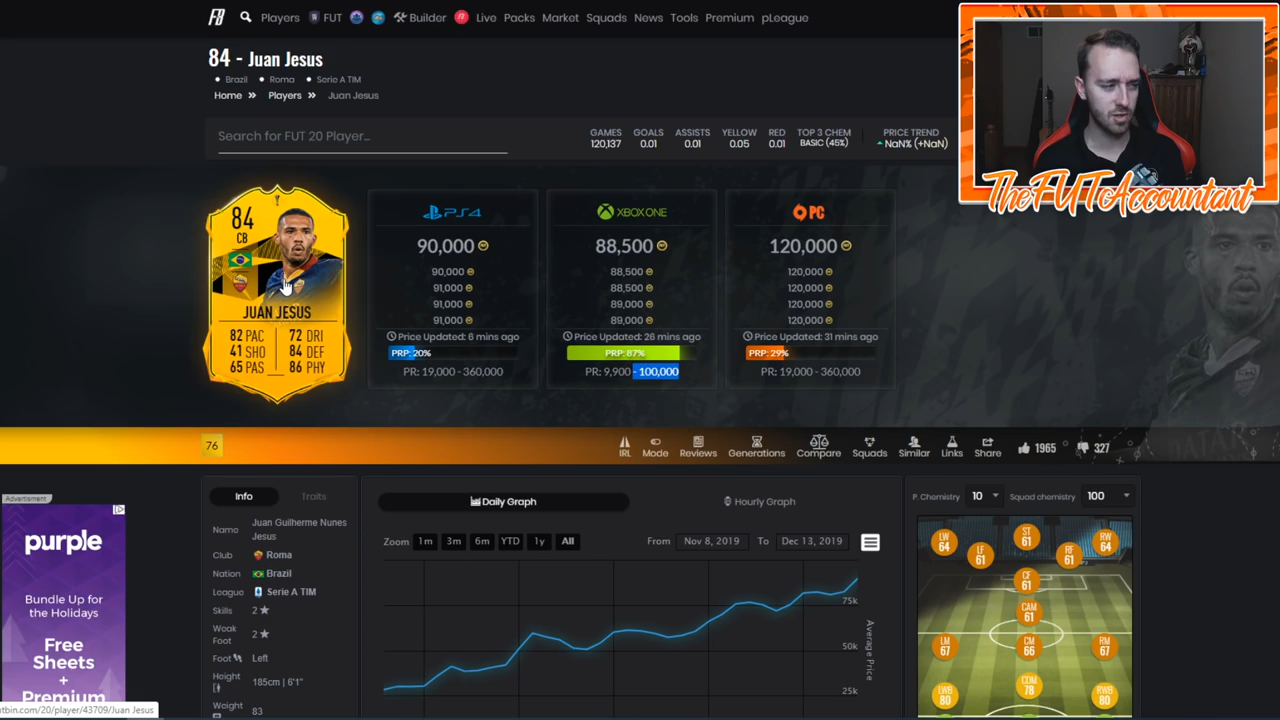 F8 Players FUT Builder Live Packs Market Squads News Tools Premium pLeague
84 - Juan Jesus
Brazil Roma Serie A TIM
Home » Players » Juan Jesus
Search for FUT 20 Player...
GAMES GOALS ASSISTS YELLOW RED TOP 3 CHEM PRICE TREND
120,137 0.01 0.01 0.05 0.01 BASIC (45%) NaN% (+NaN)
TheFUTAccountant
84
CB
JUAN JESUS
82 PAC 72 DRI
41 SHO 84 DEF
65 PAS 86 PHY
PS4
90,000
90,000
91,000
91,000
91,000
Price Updated: 6 mins ago
PRP: 20%
PR: 19,000 - 360,000
XBOX ONE
88,500
88,500
88,500
89,000
89,000
Price Updated: 26 mins ago
PRP: 87%
PR: 9,900 - 100,000
PC
120,000
120,000
120,000
120,000
120,000
Price Updated: 31 mins ago
PRP: 29%
PR: 19,000 - 360,000
76
IRL Mode Reviews Generations Compare Squads Similar Links Share 1965 327
Advertisment
purple
Bundle Up for
the Holidays
Free
Sheets
+
Premium
Info Traits
Name Juan Guilherme Nunes
Jesus
Club Roma
Nation Brazil
League Serie A TIM
Skills 2
Weak
Foot 2
Foot Left
Height 185cm | 6'1"
Weight 83
Daily Graph Hourly Graph
Zoom 1m 3m 6m YTD 1y All From Nov 8, 2019 To Dec 13, 2019
75k
50k
25k
Average Price
P. Chemistry 10 Squad chemistry 100
LW
64
LF
61
ST
61
RF
61
RW
64
CF
61
CAM
61
LM
67
CM
66
RM
67
LWB
80
CDM
78
RWB
80
utbin.com/20/player/43709/Juan Jesus